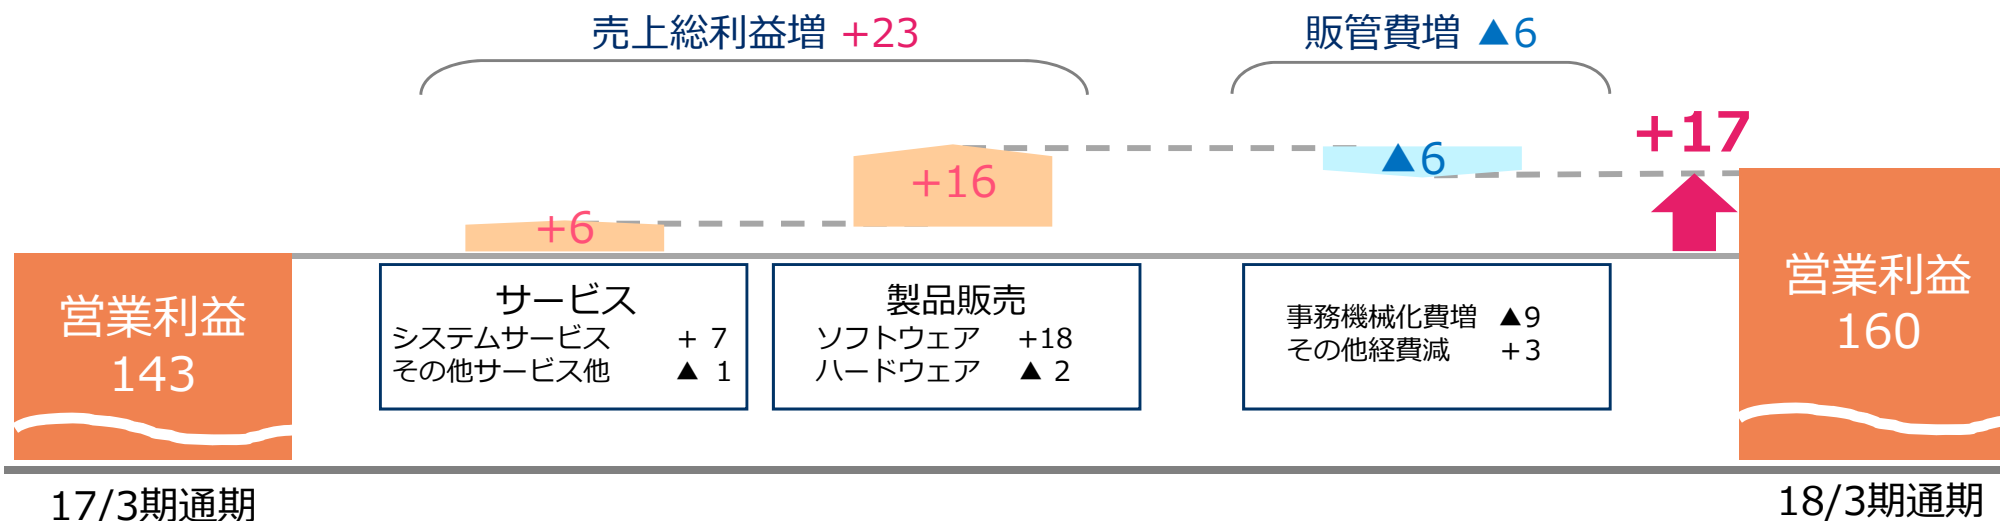 売上総利益増 +23
販管費増 ▲6
+17
+6
+16
▲6
営業利益
143
サービス
システムサービス + 7
その他サービス他 ▲ 1
製品販売
ソフトウェア +18
ハードウェア ▲ 2
事務機械化費増 ▲9
その他経費減 +3
営業利益
160
17/3期通期
18/3期通期